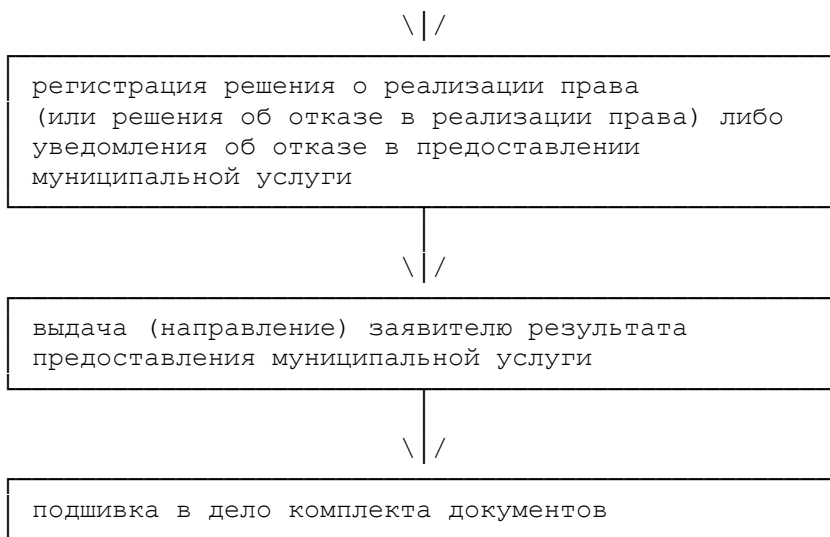 регистрация решения о реализации права
(или решения об отказе в реализации права) либо
уведомления об отказе в предоставлении
муниципальной услуги
выдача (направление) заявителю результата
предоставления муниципальной услуги
подшивка в дело комплекта документов